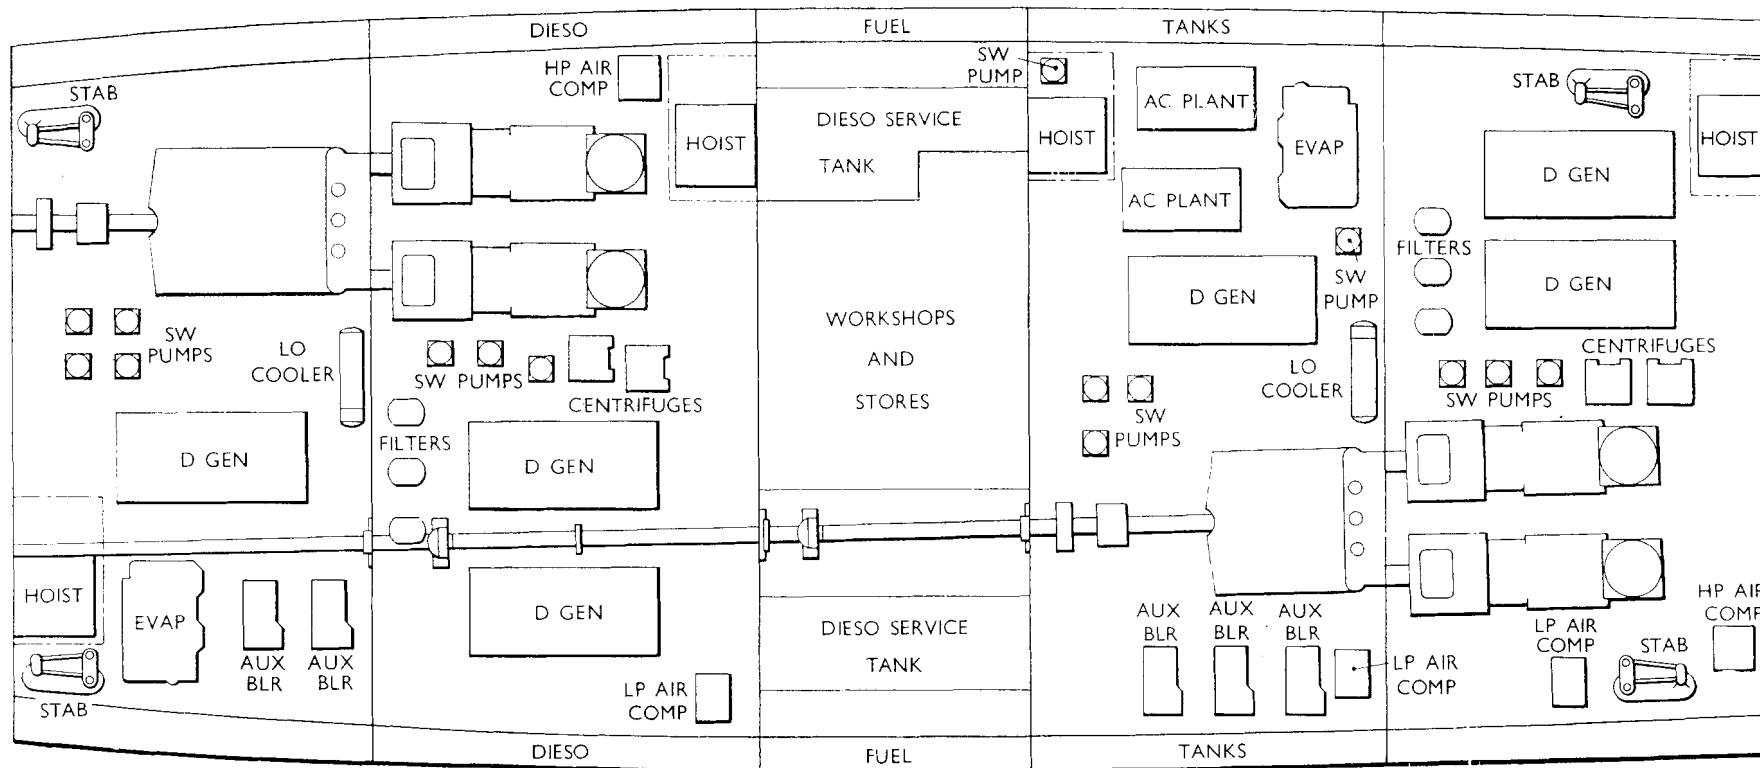 DIESO
FUEL
TANKS
STAB
HP AIR
COMP
HOIST
DIESO SERVICE
TANK
SW
PUMP
HOIST
AC PLANT
AC PLANT
EVAP
STAB
HOIST
D GEN
FILTERS
D GEN
SW
PUMP
D GEN
SW
PUMPS
LO
COOLER
SW PUMPS
CENTRIFUGES
WORKSHOPS
AND
STORES
LO
COOLER
CENTRIFUGES
SW PUMPS
SW
PUMPS
D GEN
FILTERS
D GEN
HOIST
EVAP
AUX
BLR
AUX
BLR
STAB
D GEN
LP AIR
COMP
DIESO SERVICE
TANK
AUX
BLR
AUX
BLR
AUX
BLR
LP AIR
COMP
LP AIR
COMP
STAB
HP AIR
COMP
DIESO
FUEL
TANKS